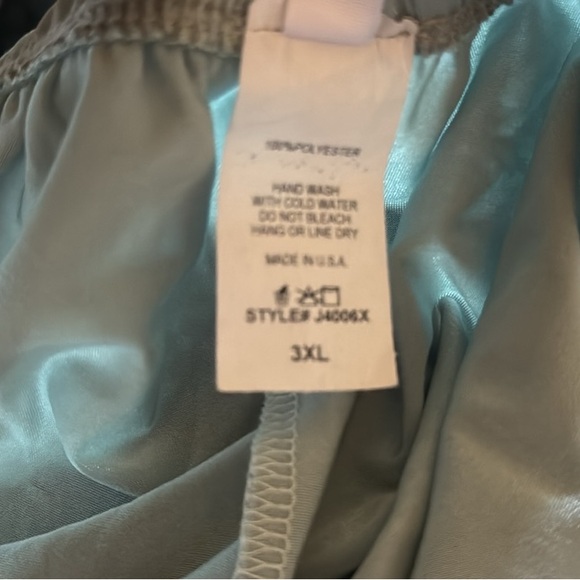 100%POLYESTER
HAND WASH
WITH COLD WATER
DO NOT BLEACH
HANG OR LINE DRY
MADE IN U.S.A.
STYLE# J4006X
3XL